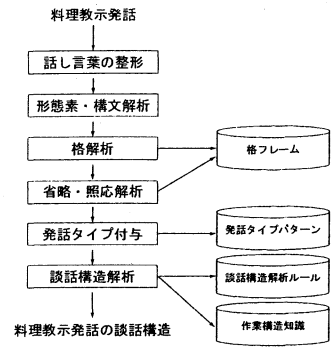 料理教示発話
話し言葉の整形
形態素・構文解析
格解析
格フレーム
省略・照応解析
発話タイプ付与
発話タイプパターン
談話構造解析
談話構造解析ルール
作業構造知識
料理教示発話の談話構造